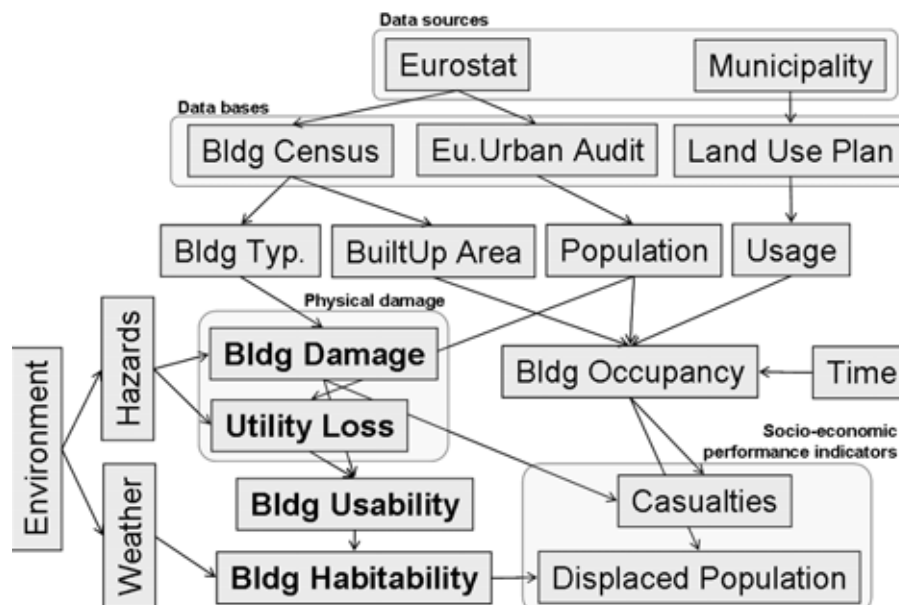 Data sources
Eurostat
Municipality
Data bases
Bldg Census
Eu.Urban Audit
Land Use Plan
Bldg Typ.
BuiltUp Area
Population
Usage
Physical damage
Environment
Hazards
Bldg Damage
Bldg Occupancy
Time
Utility Loss
Socio-economic
performance indicators
Weather
Bldg Usability
Casualties
Bldg Habitability
Displaced Population